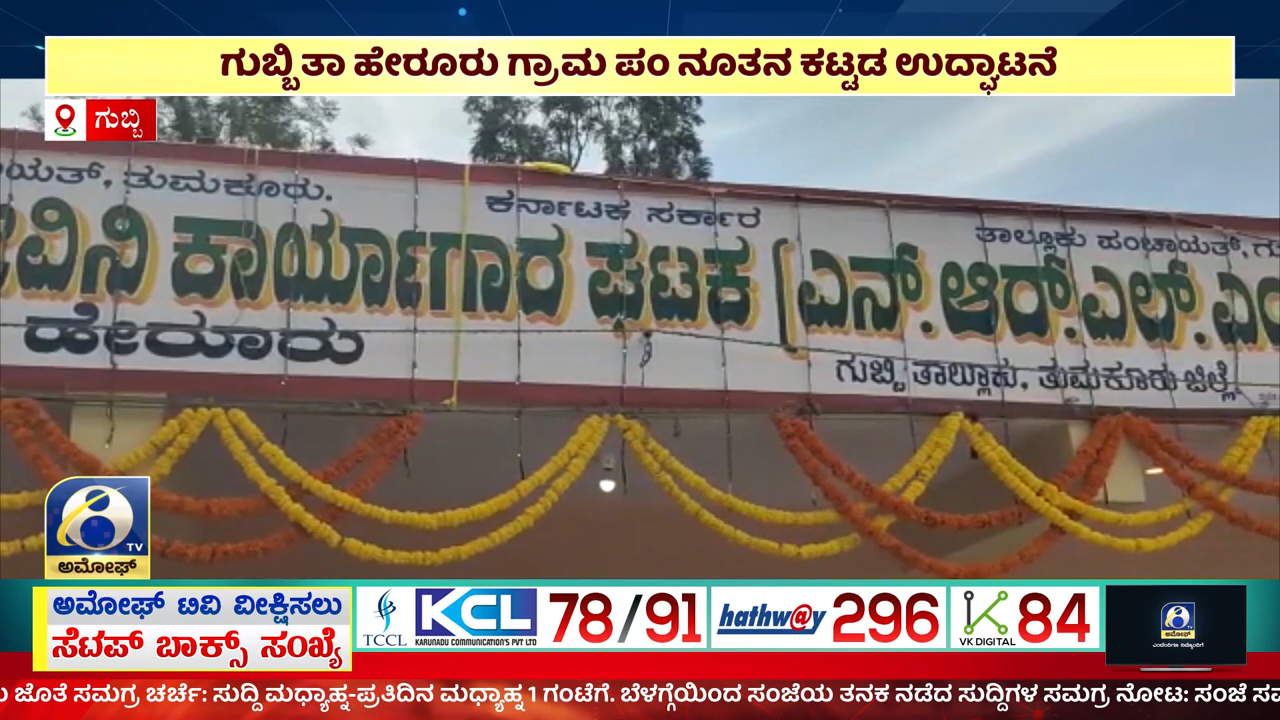 ಗುಬ್ಬಿ ತಾ ಹೇರೂರು ಗ್ರಾಮ ಪಂ ನೂತನ ಕಟ್ಟಡ ಉದ್ಘಾಟನೆ
ಗುಬ್ಬಿ
ಯತ್, ತುಮಕೂರು.
ಕರ್ನಾಟಕ ಸರ್ಕಾರ
ತಾಲ್ಲೂಕು ಪಂಚಾಯತ್, ಗು
ವಿನಿ ಕಾರ್ಯಾಗಾರ ಘಟಕ (ಎನ್.ಆರ್.ಎಲ್.ಎಂ
ಹೇರೂರು
ಗುಬ್ಬಿ ತಾಲ್ಲೂಕು, ತುಮಕೂರು ಜಿಲ್ಲೆ
TV
ಅಮೋಘ್
ಅಮೋಘ್ ಟಿವಿ ವೀಕ್ಷಿಸಲು
ಸೆಟಪ್ ಬಾಕ್ಸ್ ಸಂಖ್ಯೆ
TCCL
KCL
KARUNADU COMMUNICATION'S PVT LTD
78/91
hathw@y
296
VK DIGITAL
84
ಅಮೋಘ್
ಜೊತೆ ಸಮಗ್ರ ಚರ್ಚೆ: ಸುದ್ದಿ ಮಧ್ಯಾಹ್ನ-ಪ್ರತಿದಿನ ಮಧ್ಯಾಹ್ನ 1 ಗಂಟೆಗೆ. ಬೆಳಗ್ಗೆಯಿಂದ ಸಂಜೆಯ ತನಕ ನಡೆದ ಸುದ್ದಿಗಳ ಸಮಗ್ರ ನೋಟ: ಸಂಜೆ ಸ